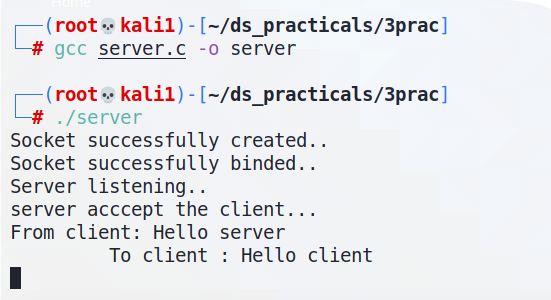 Home
┌──(root💀kali1)-[~/ds_practicals/3prac]
└─# gcc server.c -o server
┌──(root💀kali1)-[~/ds_practicals/3prac]
└─# ./server
Socket successfully created..
Socket successfully binded..
Server listening..
server acccept the client...
From client: Hello server
To client : Hello client